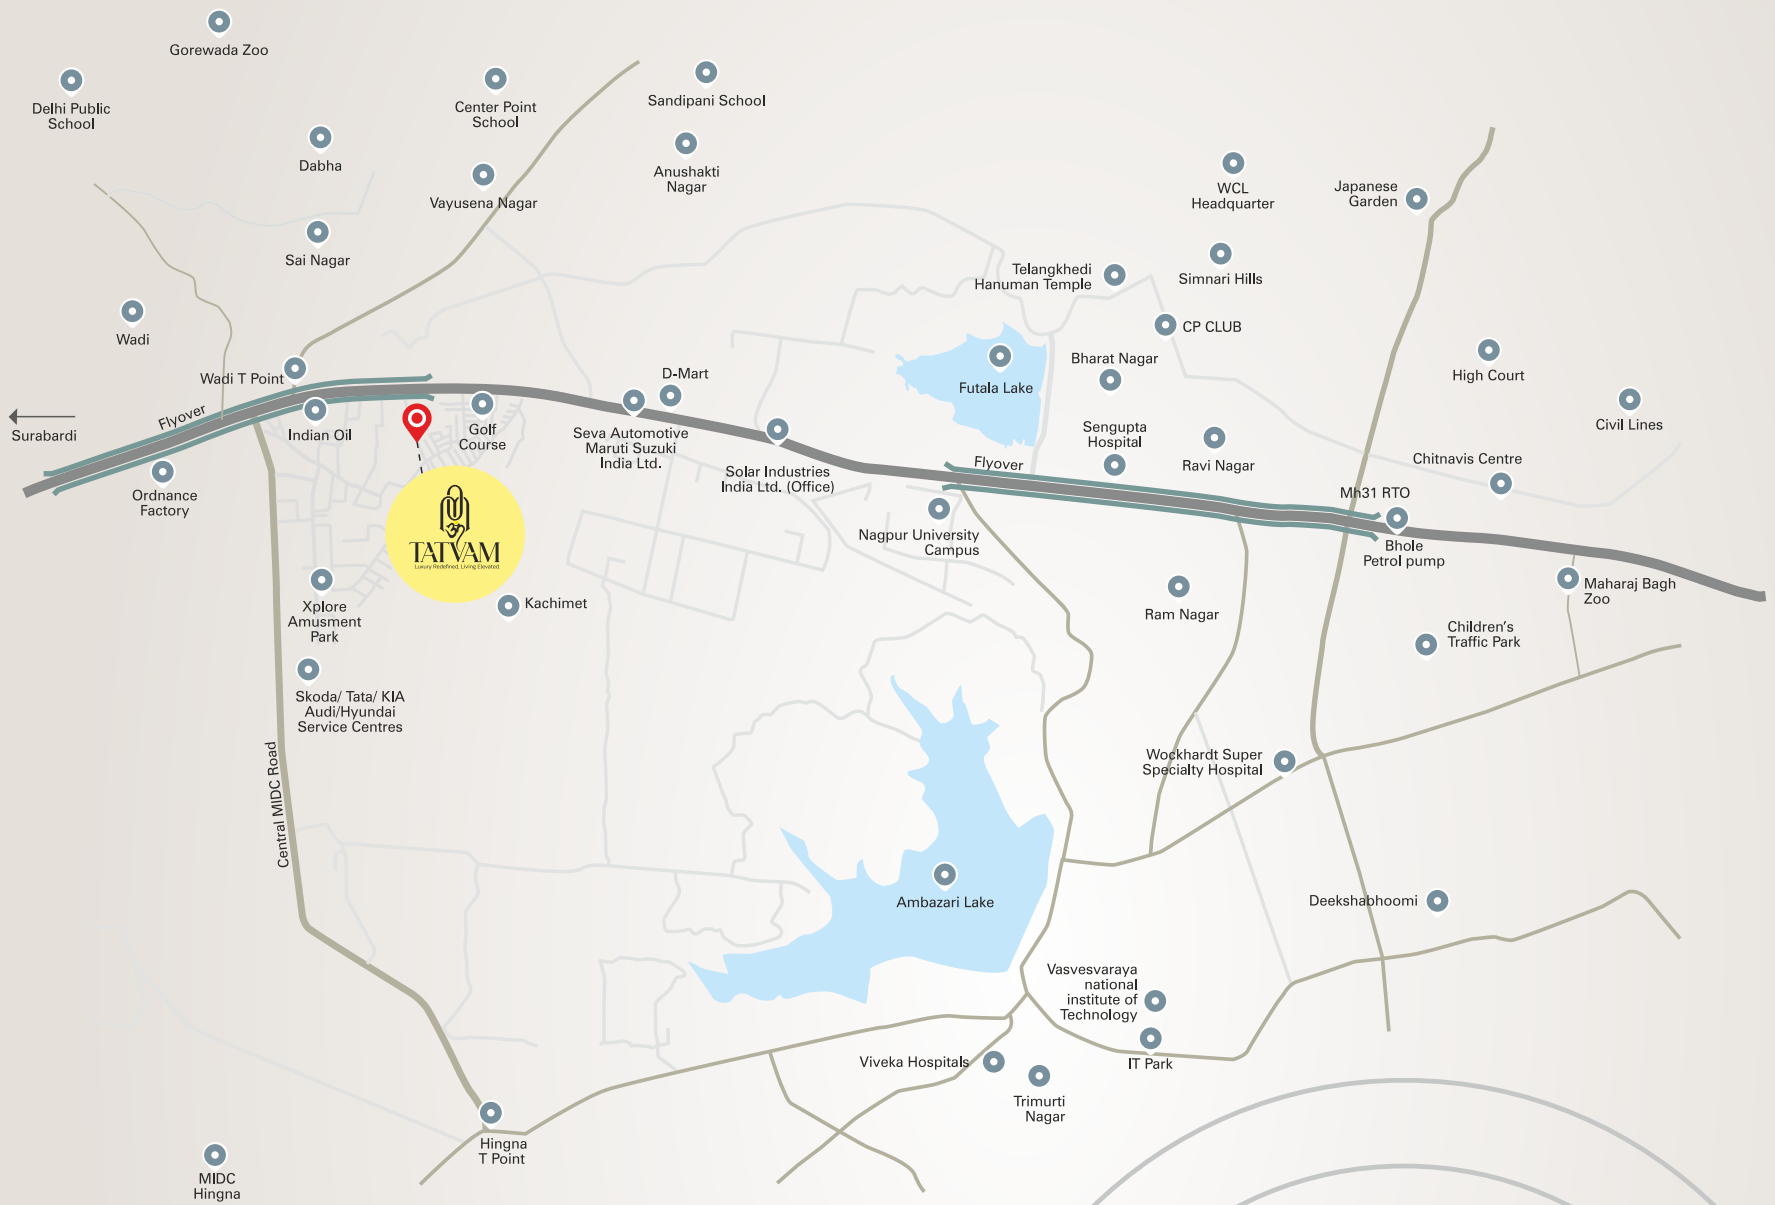 Gorewada Zoo
Delhi Public
School
Center Point
School
Sandipani School
Dabha
Anushakti
Nagar
Vayusena Nagar
WCL
Headquarter
Japanese
Garden
Sai Nagar
Telangkhedi
Hanuman Temple
Simnari Hills
Wadi
CP CLUB
Wadi T Point
D-Mart
Futala Lake
Bharat Nagar
High Court
Flyover
Surabardi
Indian Oil
Golf
Course
Seva Automotive
Maruti Suzuki
India Ltd.
Solar Industries
India Ltd. (Office)
Flyover
Sengupta
Hospital
Ravi Nagar
Civil Lines
Chitnavis Centre
Mh31 RTO
Ordnance
Factory
TATVAM
Luxury Redefined, Living Elevated.
Nagpur University
Campus
Bhole
Petrol pump
Maharaj Bagh
Zoo
Xplore
Amusment
Park
Kachimet
Ram Nagar
Children's
Traffic Park
Skoda/ Tata/ KIA
Audi/Hyundai
Service Centres
Central MIDC Road
Wockhardt Super
Specialty Hospital
Ambazari Lake
Deekshabhoomi
Vasvesvaraya
national
institute of
Technology
Viveka Hospitals
IT Park
Trimurti
Nagar
Hingna
T Point
MIDC
Hingna